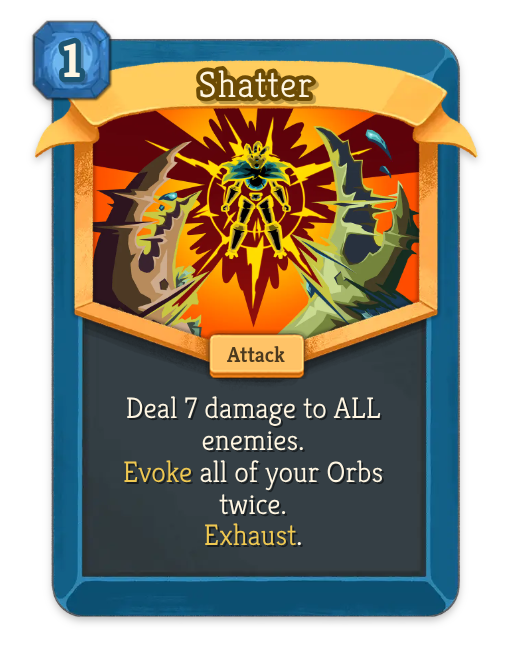 1
Shatter
Attack
Deal 7 damage to ALL
enemies.
Evoke all of your Orbs
twice.
Exhaust.